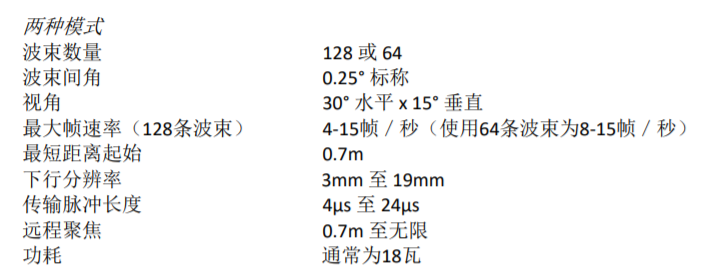 两种模式
波束数量 128 或 64
波束间角 0.25° 标称
视角 30° 水平 x 15° 垂直
最大帧速率（128条波束） 4-15帧／秒（使用64条波束为8-15帧／秒）
最短距离起始 0.7m
下行分辨率 3mm 至 19mm
传输脉冲长度 4μs 至 24μs
远程聚焦 0.7m 至无限
功耗 通常为18瓦